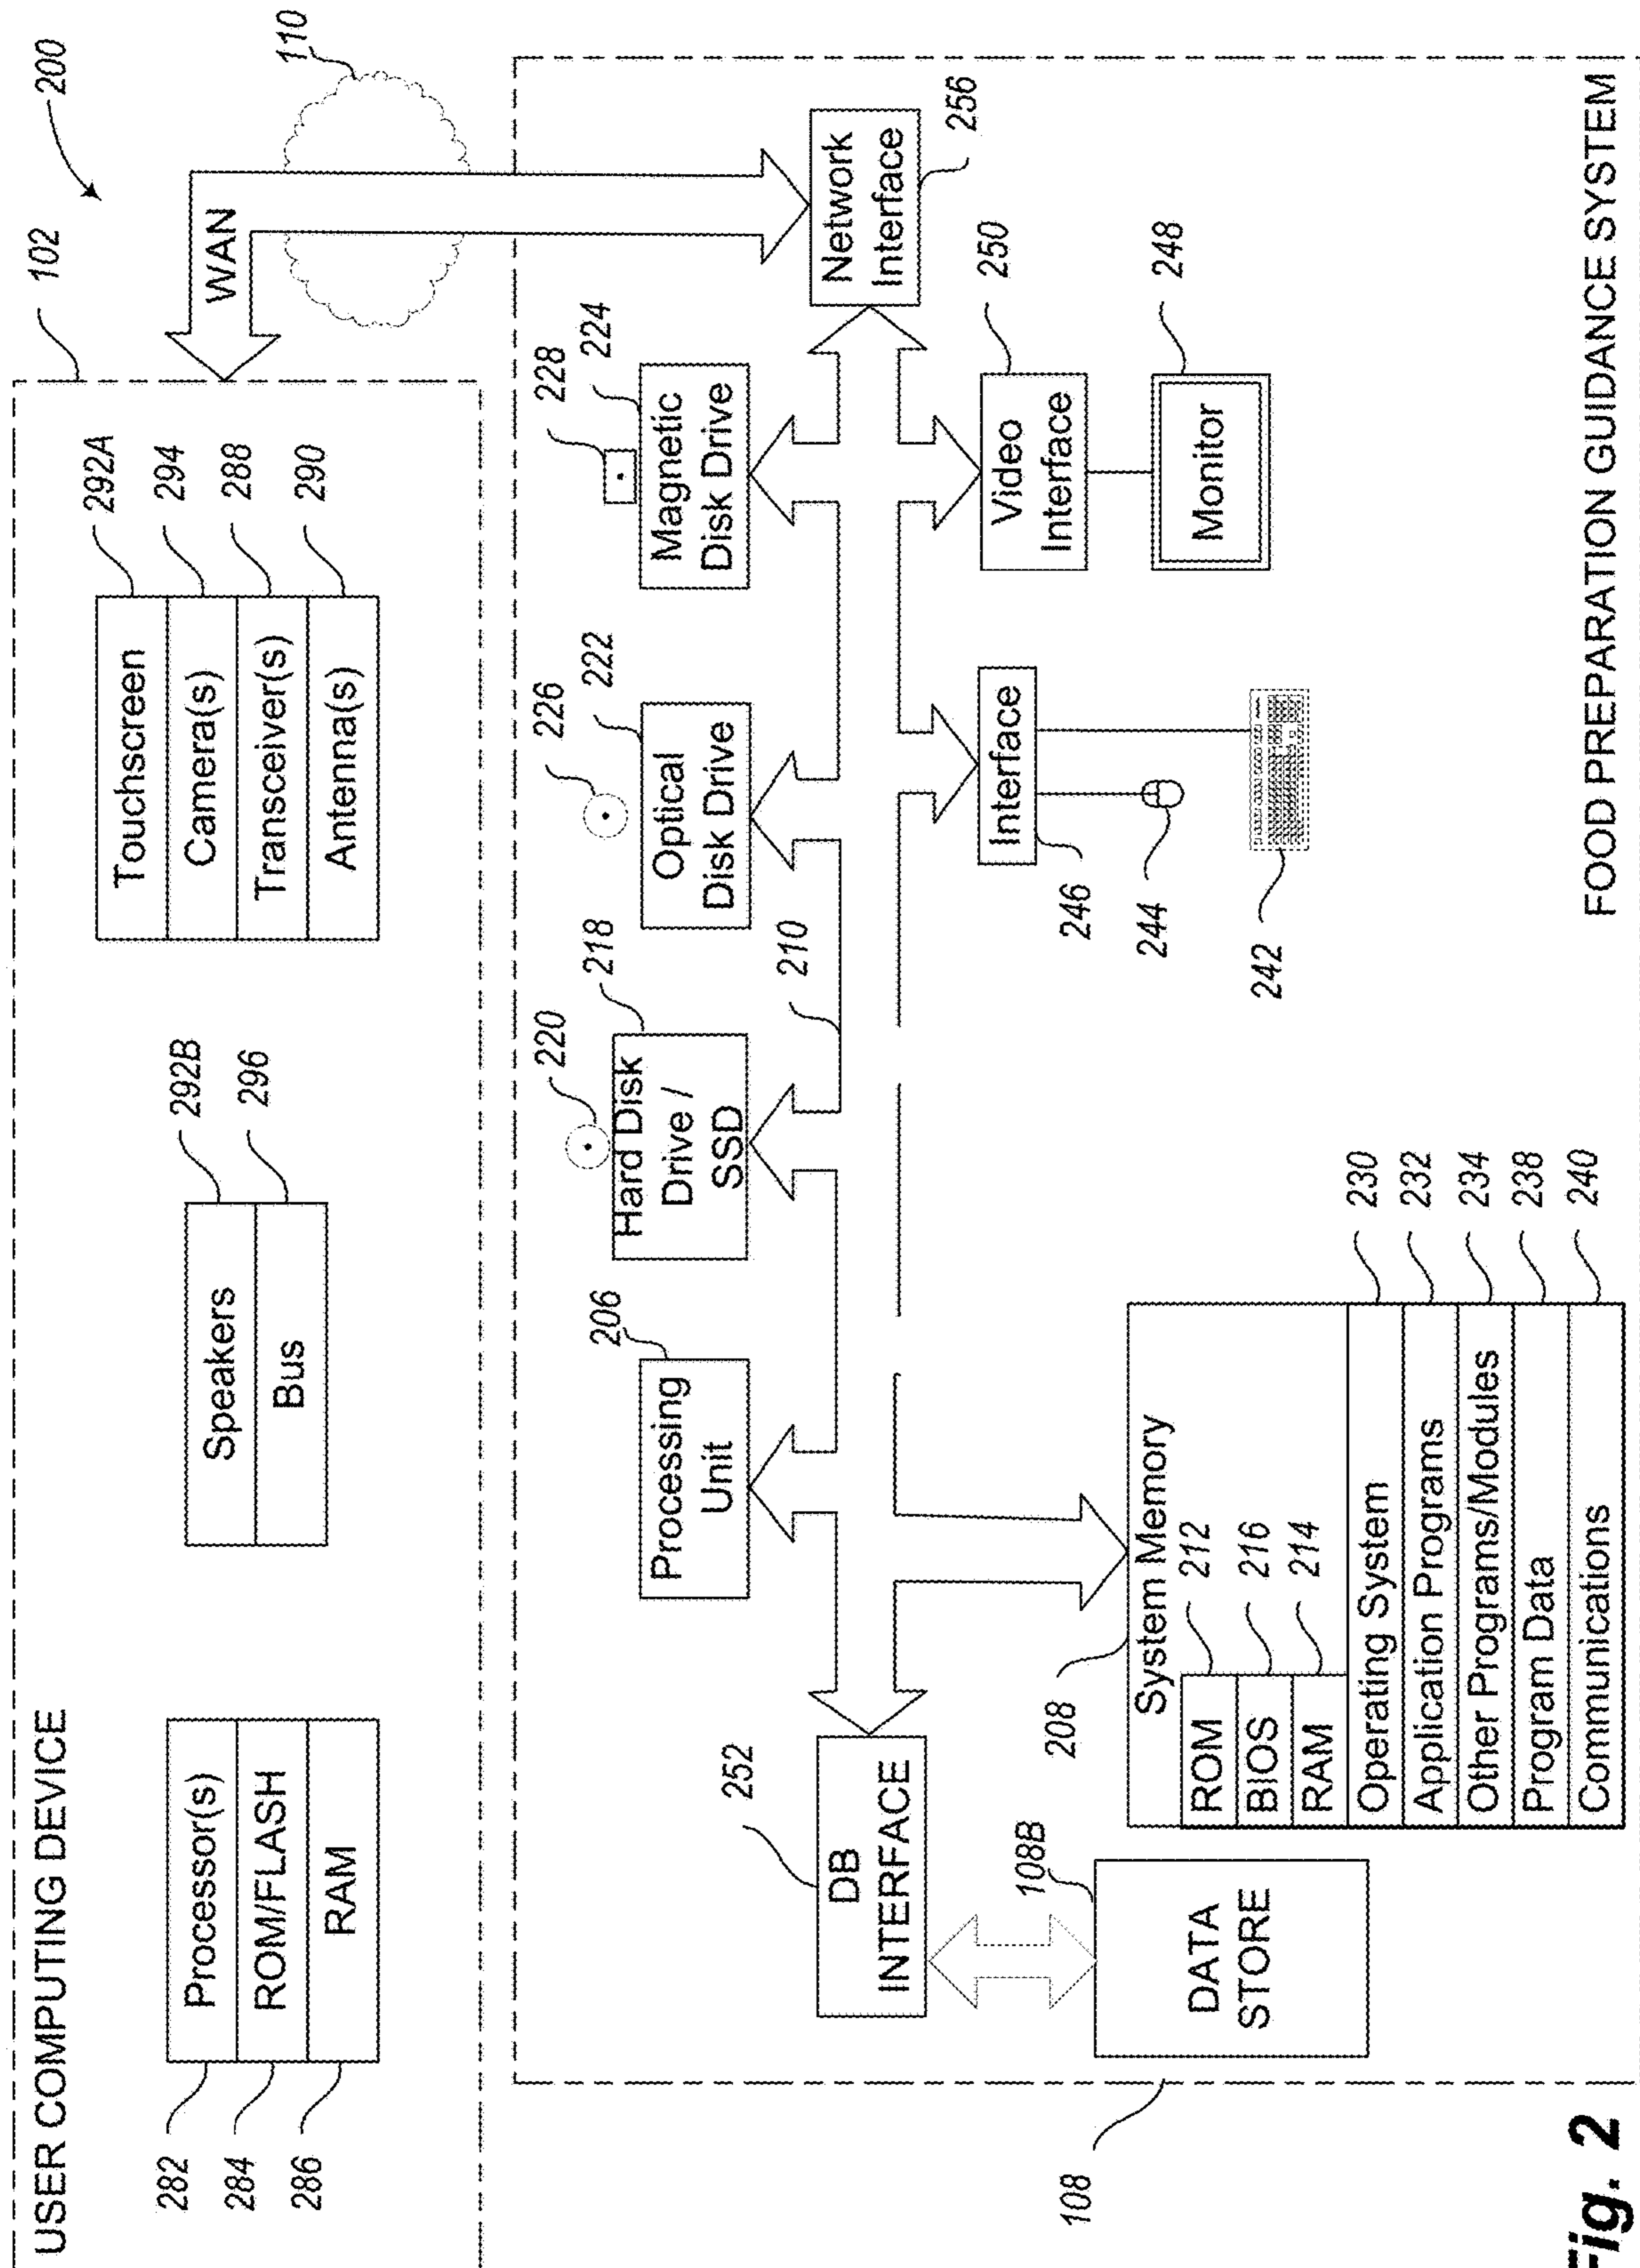 200
USER COMPUTING DEVICE
102
282
Processor(s)
284
ROM/FLASH
286
RAM
Speakers
292B
Bus
296
Touchscreen
292A
Camera(s)
294
Transceiver(s)
288
Antenna(s)
290
WAN
110
108
252
DB
INTERFACE
108B
DATA
STORE
206
Processing
Unit
220
218
Hard Disk
Drive /
SSD
226
222
Optical
Disk Drive
228
224
Magnetic
Disk Drive
210
Network
Interface
256
208
System Memory
ROM
212
BIOS
216
RAM
214
Operating System
230
Application Programs
232
Other Programs/Modules
234
Program Data
238
Communications
240
Interface
246
244
242
Video
Interface
250
Monitor
248
FOOD PREPARATION GUIDANCE SYSTEM
Fig. 2